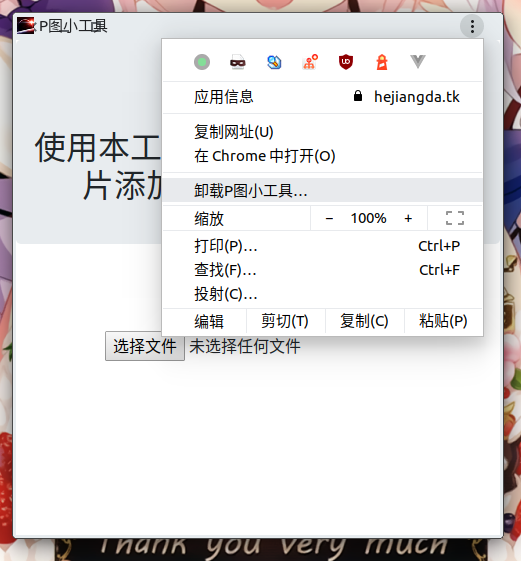 P图小工具
使用本工
片添加
应用信息 hejiangda.tk
复制网址(U)
在 Chrome 中打开(O)
卸载P图小工具...
缩放 − 100% +
打印(P)... Ctrl+P
查找(F)... Ctrl+F
投射(C)...
编辑 剪切(T) 复制(C) 粘贴(P)
选择文件 未选择任何文件
Thank you very much